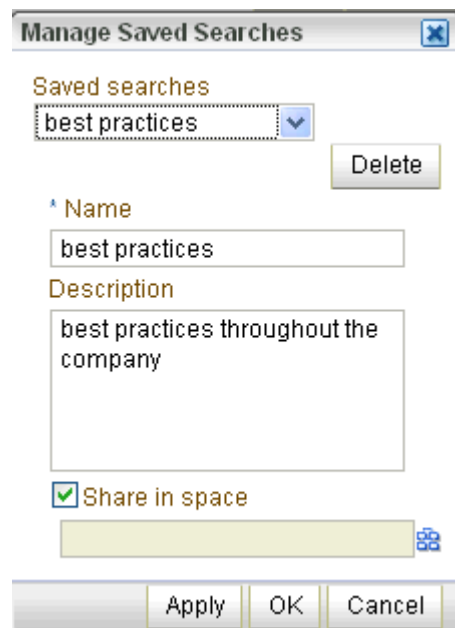 Manage Saved Searches
Saved searches
best practices
Delete
* Name
best practices
Description
best practices throughout the
company
Share in space
Apply OK Cancel